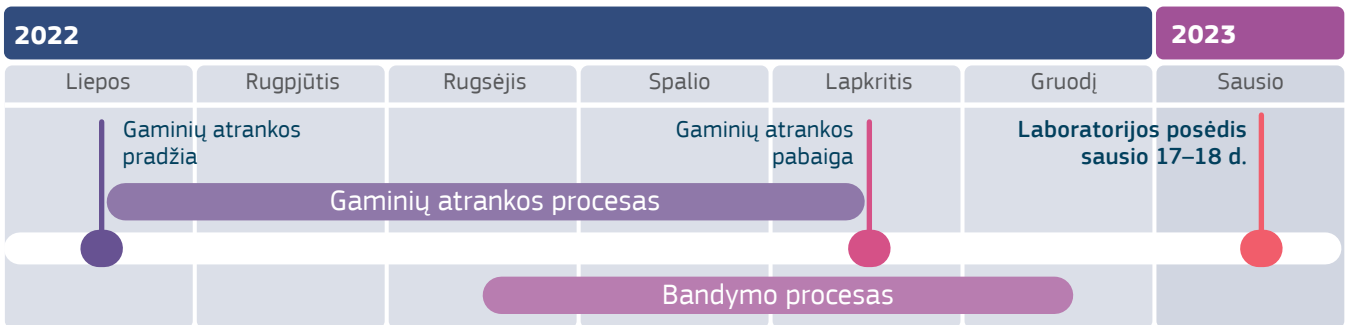 2022
2023
Liepos
Rugpjūtis
Rugsėjis
Spalio
Lapkritis
Gruodį
Sausio
Gaminių atrankos
pradžia
Gaminių atrankos
pabaiga
Laboratorijos posėdis
sausio 17–18 d.
Gaminių atrankos procesas
Bandymo procesas